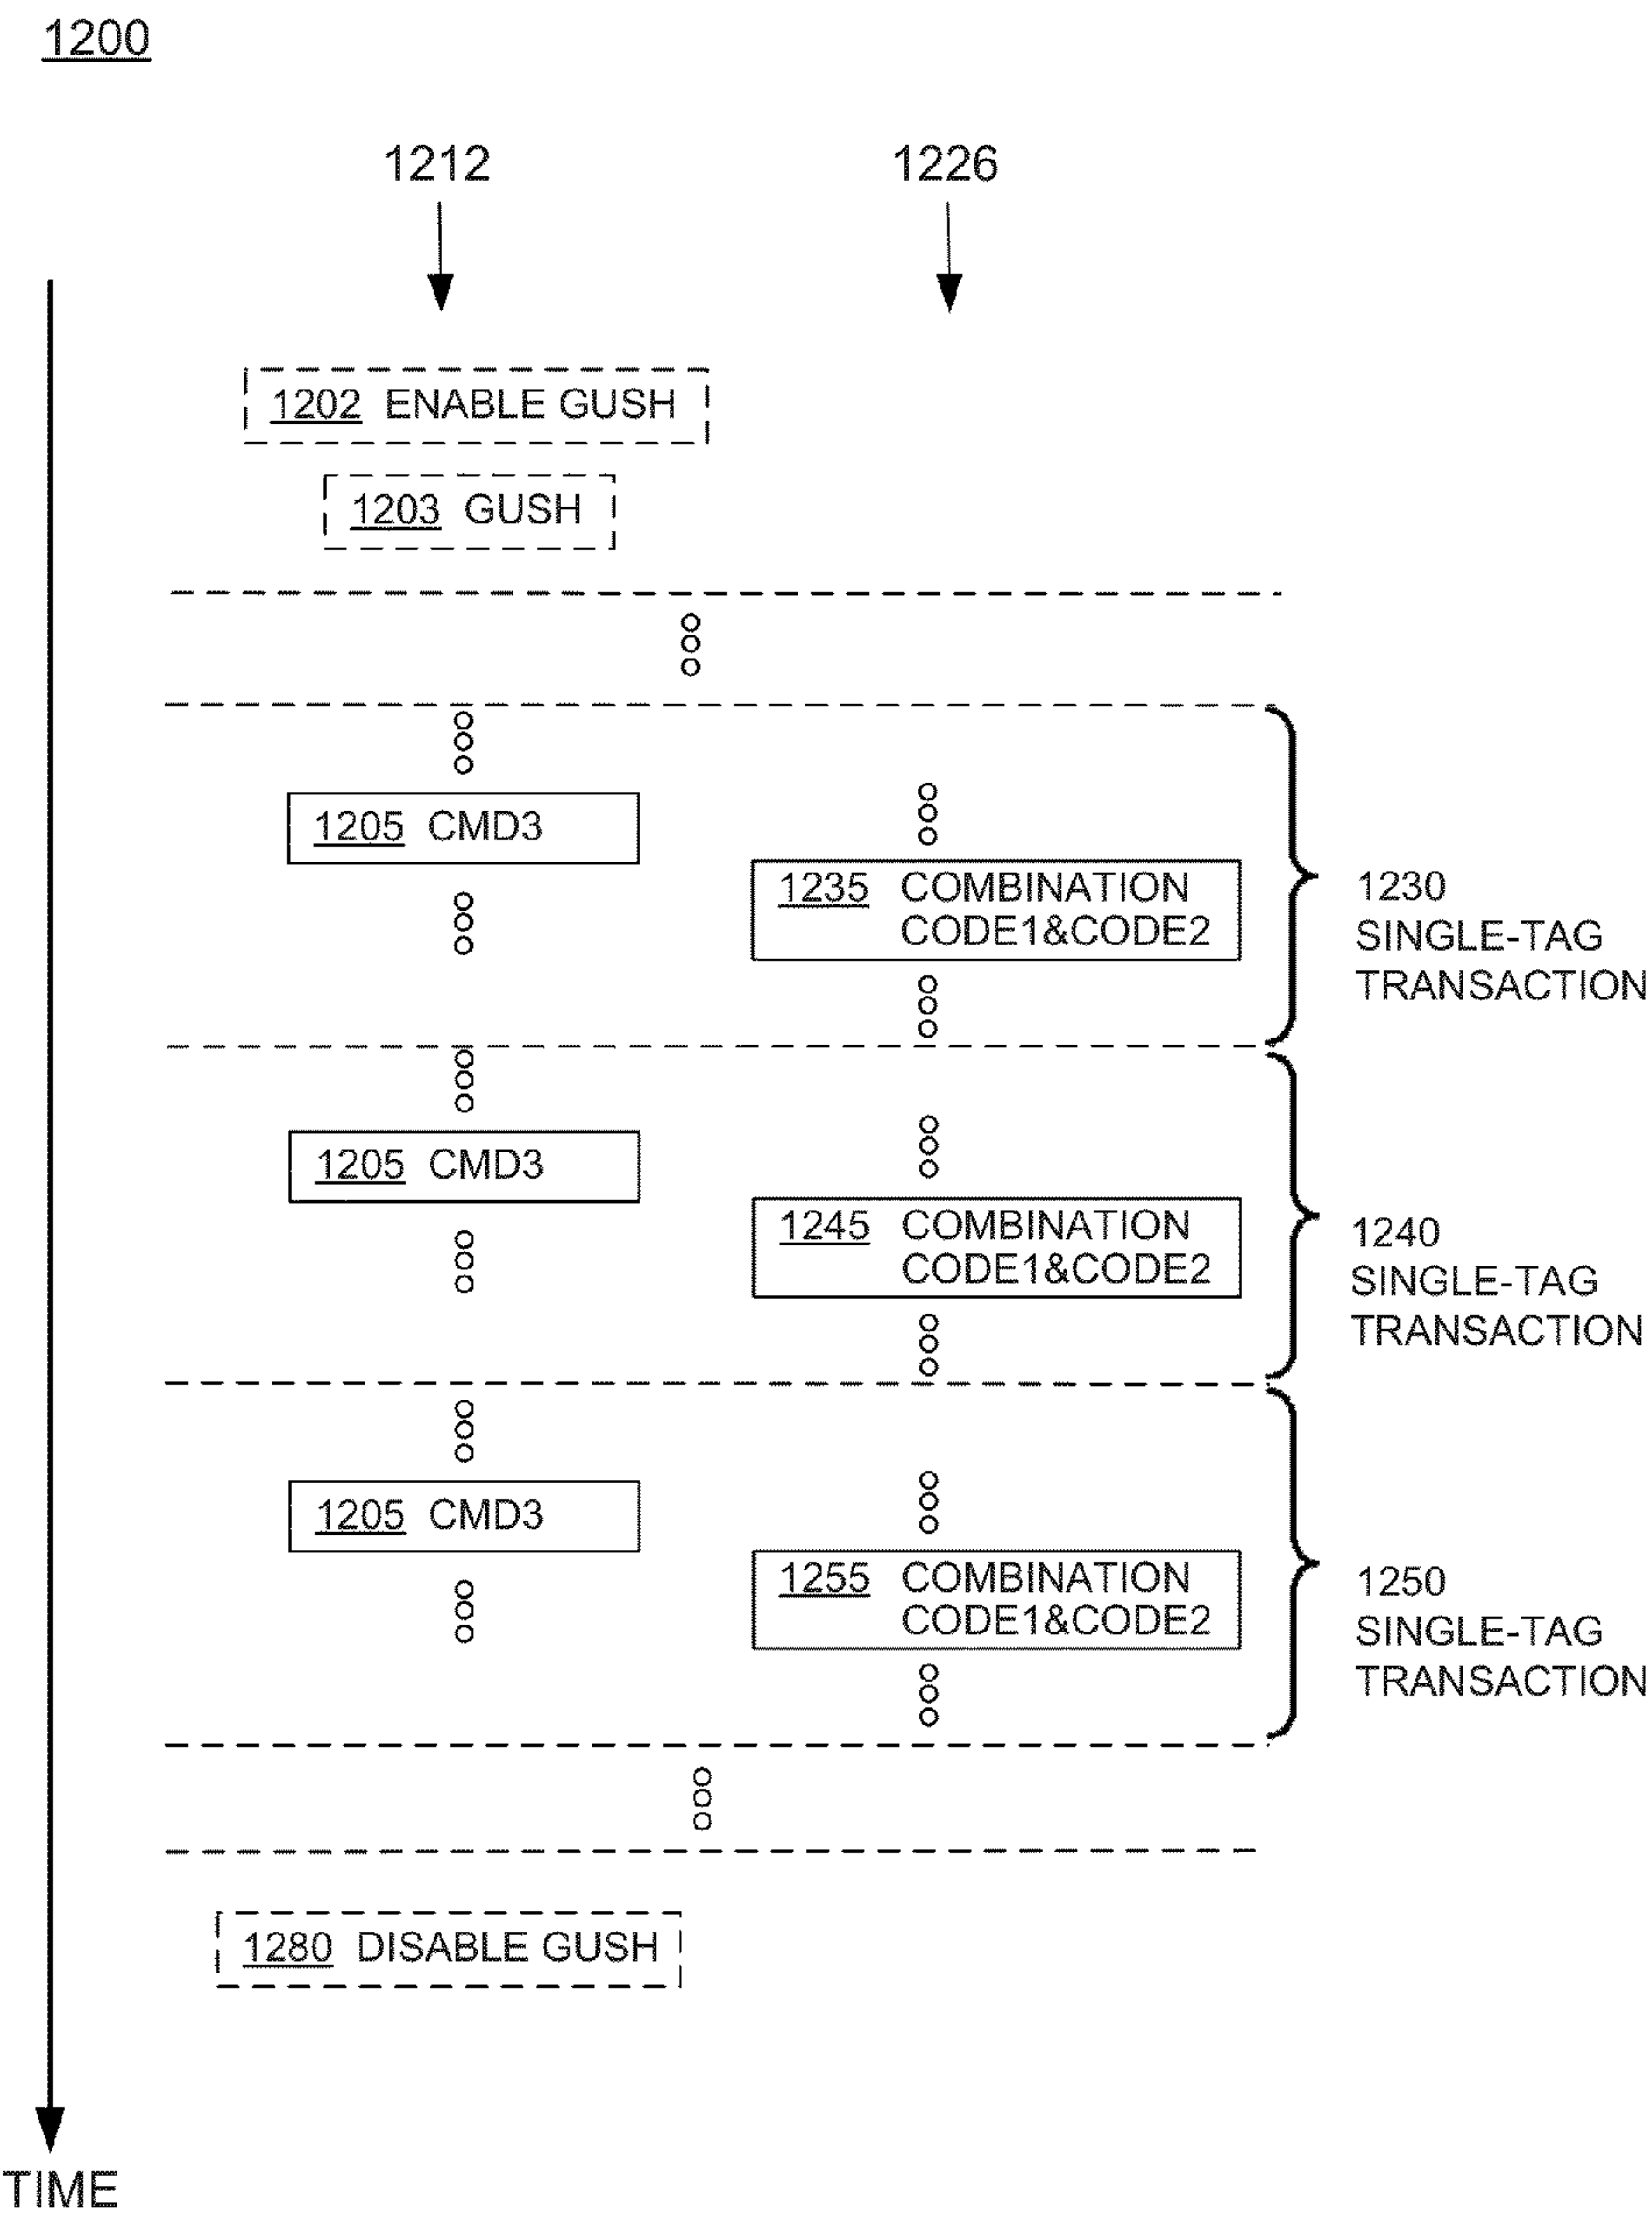 1200
1212 1226
1202 ENABLE GUSH
1203 GUSH
1205 CMD3
1235 COMBINATION
CODE1&CODE2
1230
SINGLE-TAG
TRANSACTION
1205 CMD3
1245 COMBINATION
CODE1&CODE2
1240
SINGLE-TAG
TRANSACTION
1205 CMD3
1255 COMBINATION
CODE1&CODE2
1250
SINGLE-TAG
TRANSACTION
1280 DISABLE GUSH
TIME